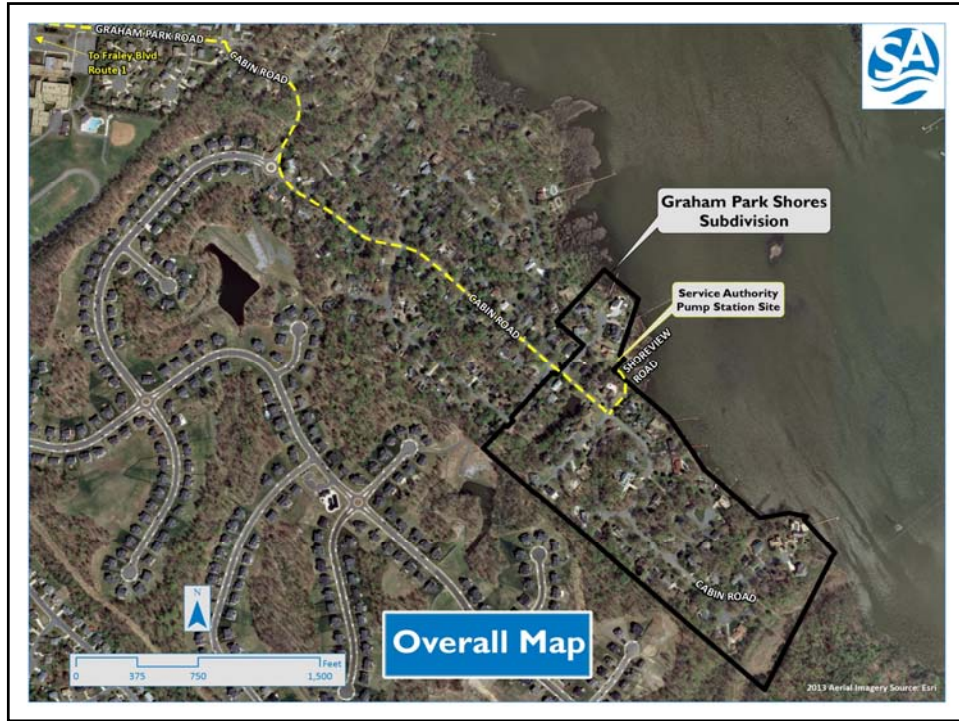 GRAHAM PARK ROAD
To Fraley Blvd.
Route 1
CABIN ROAD
SA
Graham Park Shores
Subdivision
Service Authority
Pump Station Site
SHOREVIEW
ROAD
CABIN ROAD
CABIN ROAD
N
Overall Map
Feet
0 375 750 1,500
2013 Aerial Imagery Source: Esri